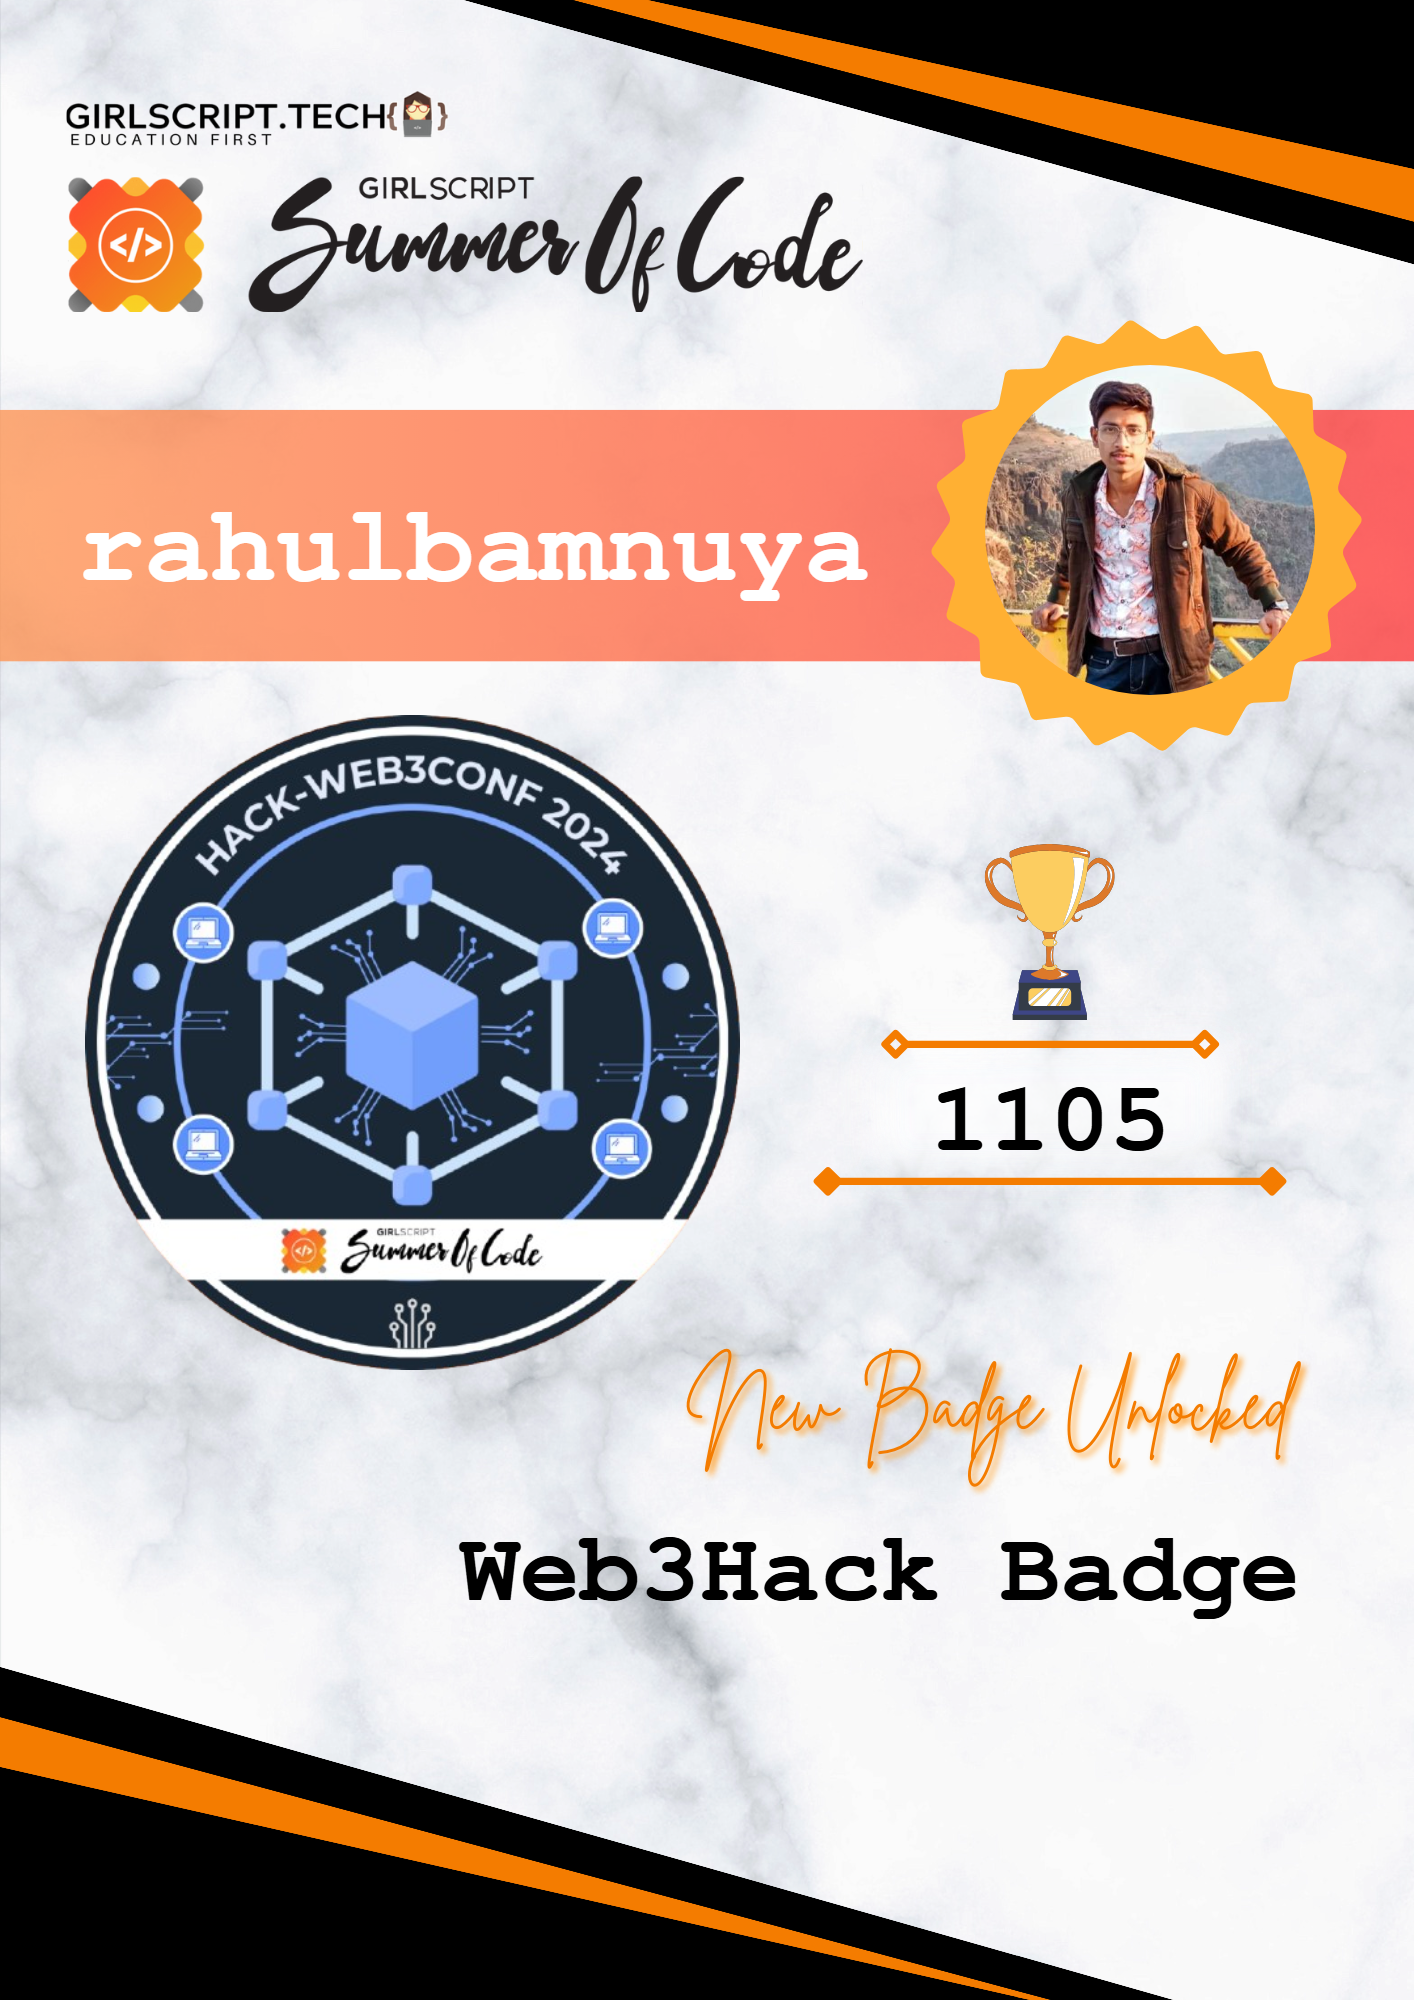 GIRLSCRIPT.TECH{ }
EDUCATION FIRST
GIRLSCRIPT
Summer Of Code
</>
rahulbamnuya
HACK-WEB3CONF 2024
1105
GIRLSCRIPT
</> Summer Of Code
New Badge Unlocked
Web3Hack Badge